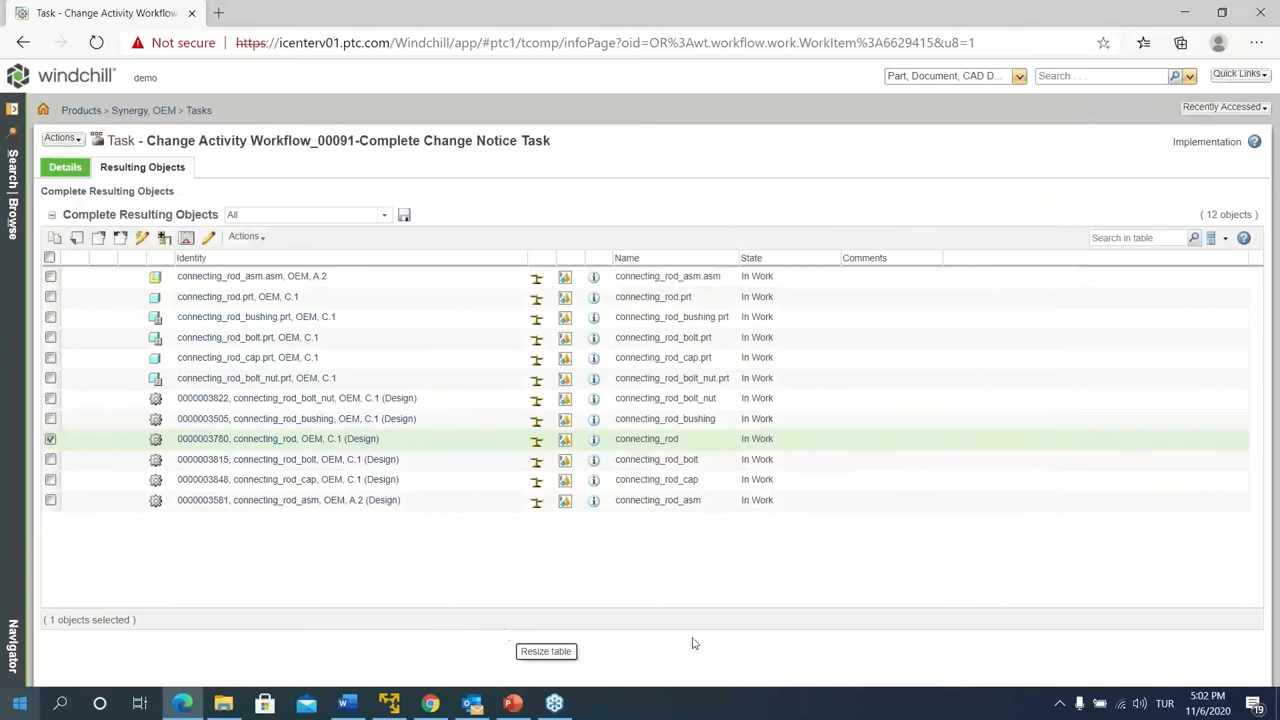 Task - Change Activity Workflow
Not secure https://icenterv01.ptc.com/Windchill/app/#ptc1/tcomp/infoPage?oid=OR%3Awt.workflow.work.WorkItem%3A6629415&u8=1
windchill demo Part, Document, CAD D... Search . . . Quick Links
Products > Synergy, OEM > Tasks Recently Accessed
Actions Task - Change Activity Workflow_00091-Complete Change Notice Task Implementation
Details Resulting Objects
Search | Browse
Complete Resulting Objects
Complete Resulting Objects All ( 12 objects )
Actions Search in table
Identity Name State Comments
connecting_rod_asm.asm, OEM, A.2 connecting_rod_asm.asm In Work
connecting_rod.prt, OEM, C.1 connecting_rod.prt In Work
connecting_rod_bushing.prt, OEM, C.1 connecting_rod_bushing.prt In Work
connecting_rod_bolt.prt, OEM, C.1 connecting_rod_bolt.prt In Work
connecting_rod_cap.prt, OEM, C.1 connecting_rod_cap.prt In Work
connecting_rod_bolt_nut.prt, OEM, C.1 connecting_rod_bolt_nut.prt In Work
0000003822, connecting_rod_bolt_nut, OEM, C.1 (Design) connecting_rod_bolt_nut In Work
0000003505, connecting_rod_bushing, OEM, C.1 (Design) connecting_rod_bushing In Work
0000003780, connecting_rod, OEM, C.1 (Design) connecting_rod In Work
0000003815, connecting_rod_bolt, OEM, C.1 (Design) connecting_rod_bolt In Work
0000003848, connecting_rod_cap, OEM, C.1 (Design) connecting_rod_cap In Work
0000003581, connecting_rod_asm, OEM, A.2 (Design) connecting_rod_asm In Work
( 1 objects selected )
Navigator
Resize table
TUR
5:02 PM
11/6/2020
19